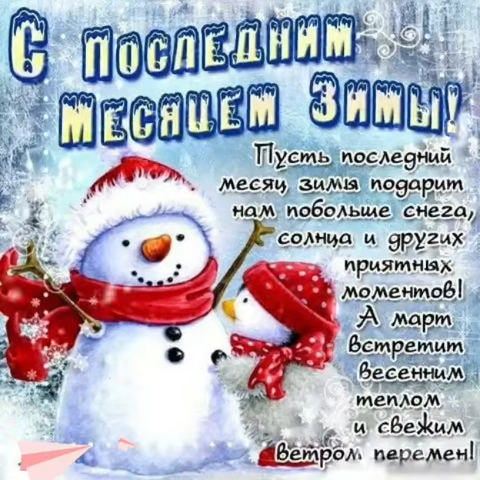 С Последним
Месяцем Зимы!
Пусть последний
месяц зимы подарит
нам побольше снега,
солнца и других
приятных
моментов!
А март
встретит
весенним
теплом
и свежим
ветром перемен!